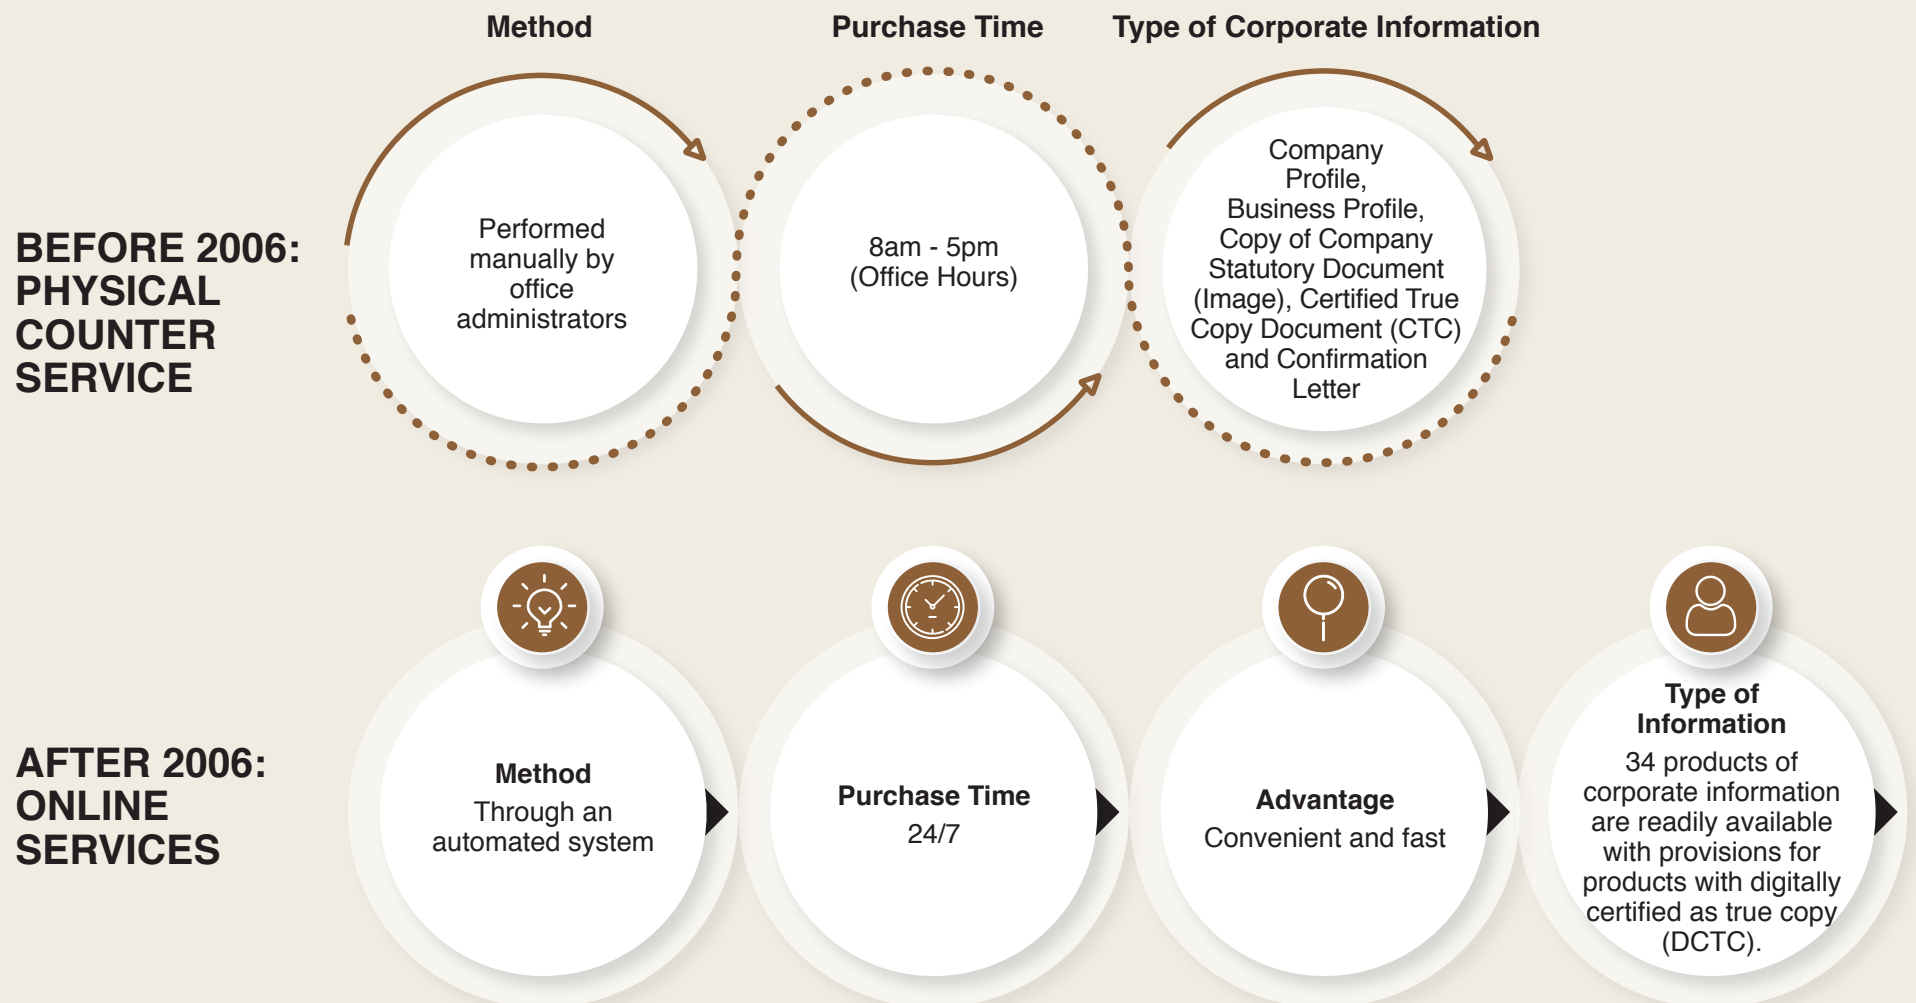 Method
Purchase Time
Type of Corporate Information
BEFORE 2006:
PHYSICAL
COUNTER
SERVICE
Performed
manually by
office
administrators
8am - 5pm
(Office Hours)
Company
Profile,
Business Profile,
Copy of Company
Statutory Document
(Image), Certified True
Copy Document (CTC)
and Confirmation
Letter
AFTER 2006:
ONLINE
SERVICES
Method
Through an
automated system
Purchase Time
24/7
Advantage
Convenient and fast
Type of
Information
34 products of
corporate information
are readily available
with provisions for
products with digitally
certified as true copy
(DCTC).